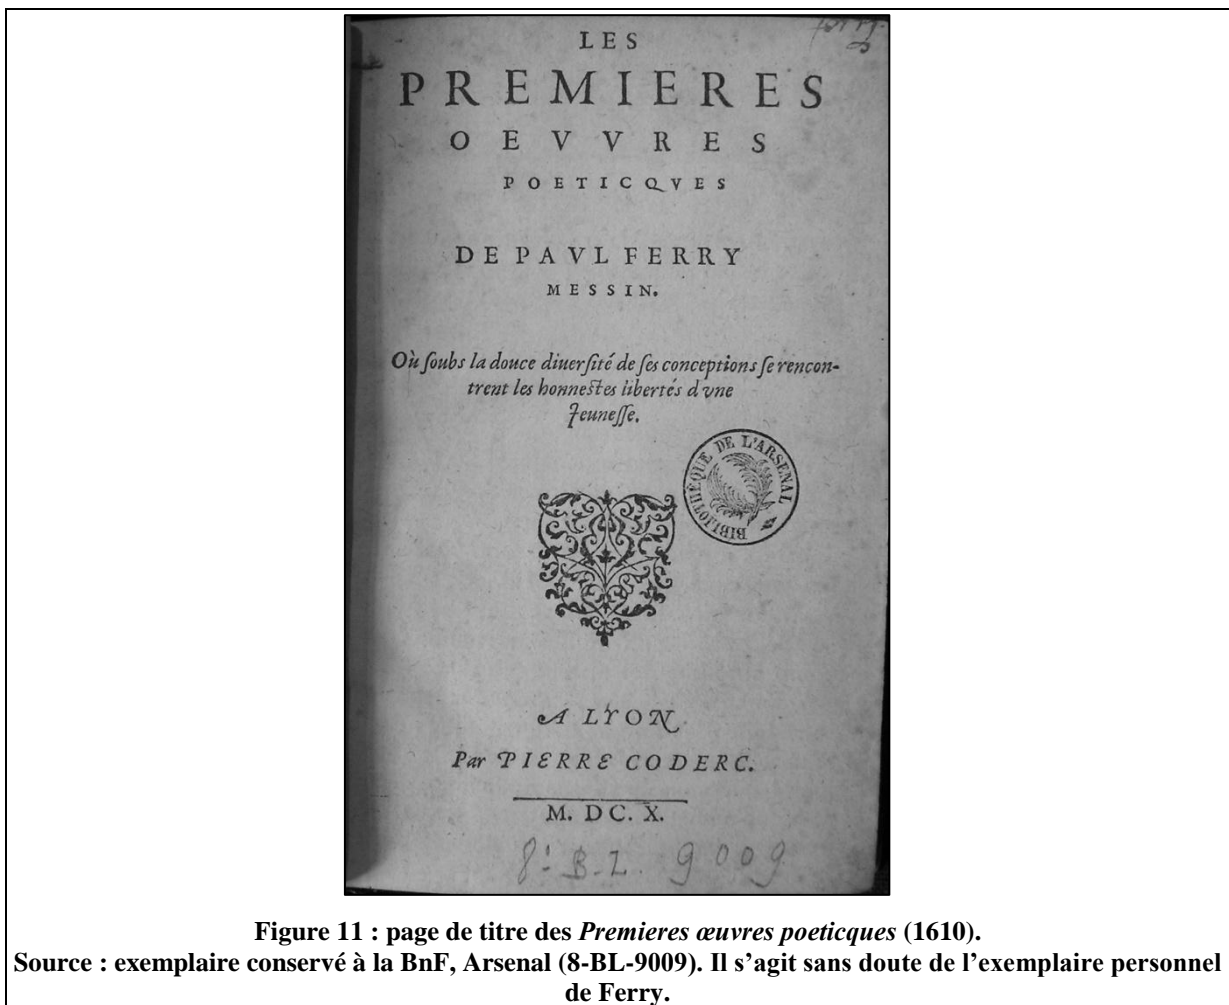 LES
PREMIERES
OEVVRES
POETICQVES
DE PAVL FERRY
MESSIN.
Où ſoubs la douce diuerſité de ſes conceptions ſe rencon-
trent les honneſtes libertés d'vne
Jeuneſſe.
BIBLIOTHÈQUE DE L'ARSENAL
A LYON
Par PIERRE CODERC.
M. DC. X.
8: B-L 9009
Figure 11 : page de titre des Premieres œuvres poeticques (1610).
Source : exemplaire conservé à la BnF, Arsenal (8-BL-9009). Il s’agit sans doute de l’exemplaire personnel
de Ferry.